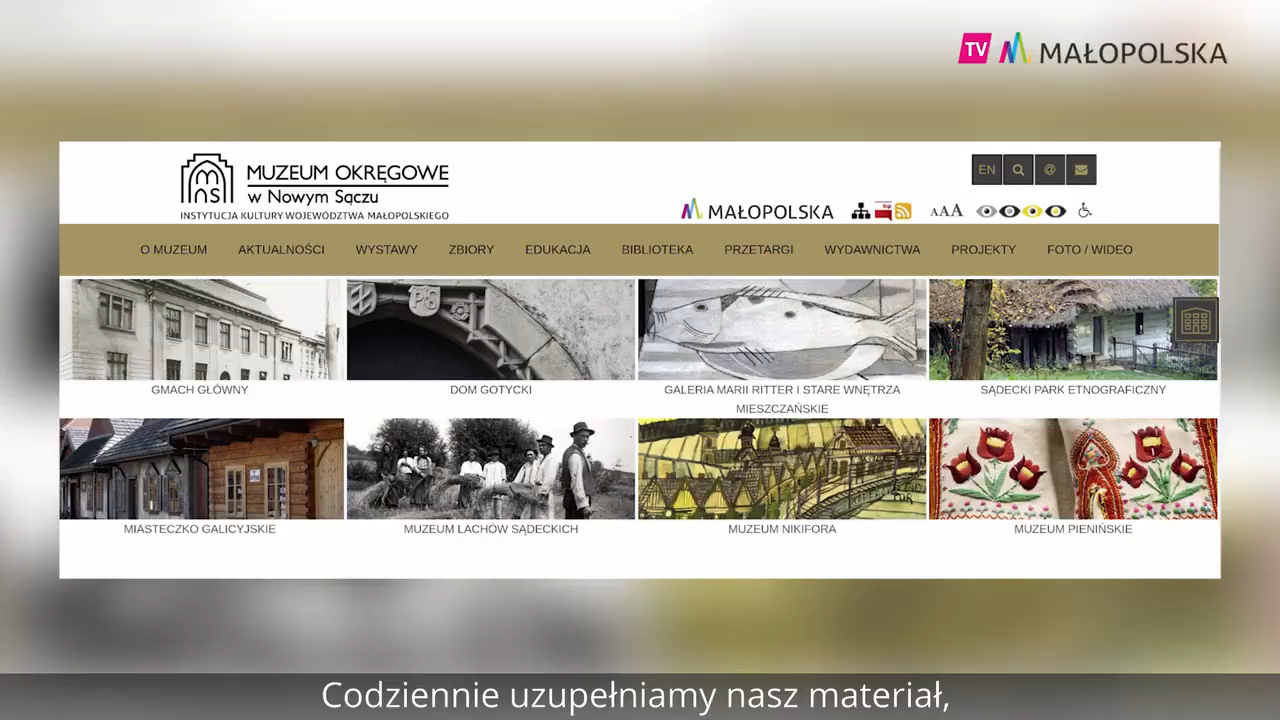 TV MAŁOPOLSKA
MUZEUM OKRĘGOWE
w Nowym Sączu
INSTYTUCJA KULTURY WOJEWÓDZTWA MAŁOPOLSKIEGO
EN @
MAŁOPOLSKA
bip
AAA
O MUZEUM AKTUALNOŚCI WYSTAWY ZBIORY EDUKACJA BIBLIOTEKA PRZETARGI WYDAWNICTWA PROJEKTY FOTO / WIDEO
GMACH GŁÓWNY
DOM GOTYCKI
GALERIA MARII RITTER I STARE WNĘTRZA
MIESZCZAŃSKIE
SĄDECKI PARK ETNOGRAFICZNY
MIASTECZKO GALICYJSKIE
MUZEUM LACHÓW SĄDECKICH
MUZEUM NIKIFORA
MUZEUM PIENIŃSKIE
Codziennie uzupełniamy nasz materiał,